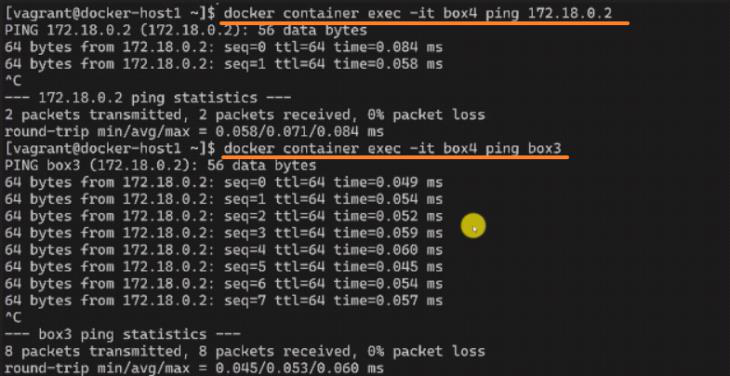 [vagrant@docker-host1 ~]$ docker container exec -it box4 ping 172.18.0.2
PING 172.18.0.2 (172.18.0.2): 56 data bytes
64 bytes from 172.18.0.2: seq=0 ttl=64 time=0.084 ms
64 bytes from 172.18.0.2: seq=1 ttl=64 time=0.058 ms
^C
--- 172.18.0.2 ping statistics ---
2 packets transmitted, 2 packets received, 0% packet loss
round-trip min/avg/max = 0.058/0.071/0.084 ms
[vagrant@docker-host1 ~]$ docker container exec -it box4 ping box3
PING box3 (172.18.0.2): 56 data bytes
64 bytes from 172.18.0.2: seq=0 ttl=64 time=0.049 ms
64 bytes from 172.18.0.2: seq=1 ttl=64 time=0.054 ms
64 bytes from 172.18.0.2: seq=2 ttl=64 time=0.052 ms
64 bytes from 172.18.0.2: seq=3 ttl=64 time=0.059 ms
64 bytes from 172.18.0.2: seq=4 ttl=64 time=0.060 ms
64 bytes from 172.18.0.2: seq=5 ttl=64 time=0.045 ms
64 bytes from 172.18.0.2: seq=6 ttl=64 time=0.054 ms
64 bytes from 172.18.0.2: seq=7 ttl=64 time=0.057 ms
^C
--- box3 ping statistics ---
8 packets transmitted, 8 packets received, 0% packet loss
round-trip min/avg/max = 0.045/0.053/0.060 ms